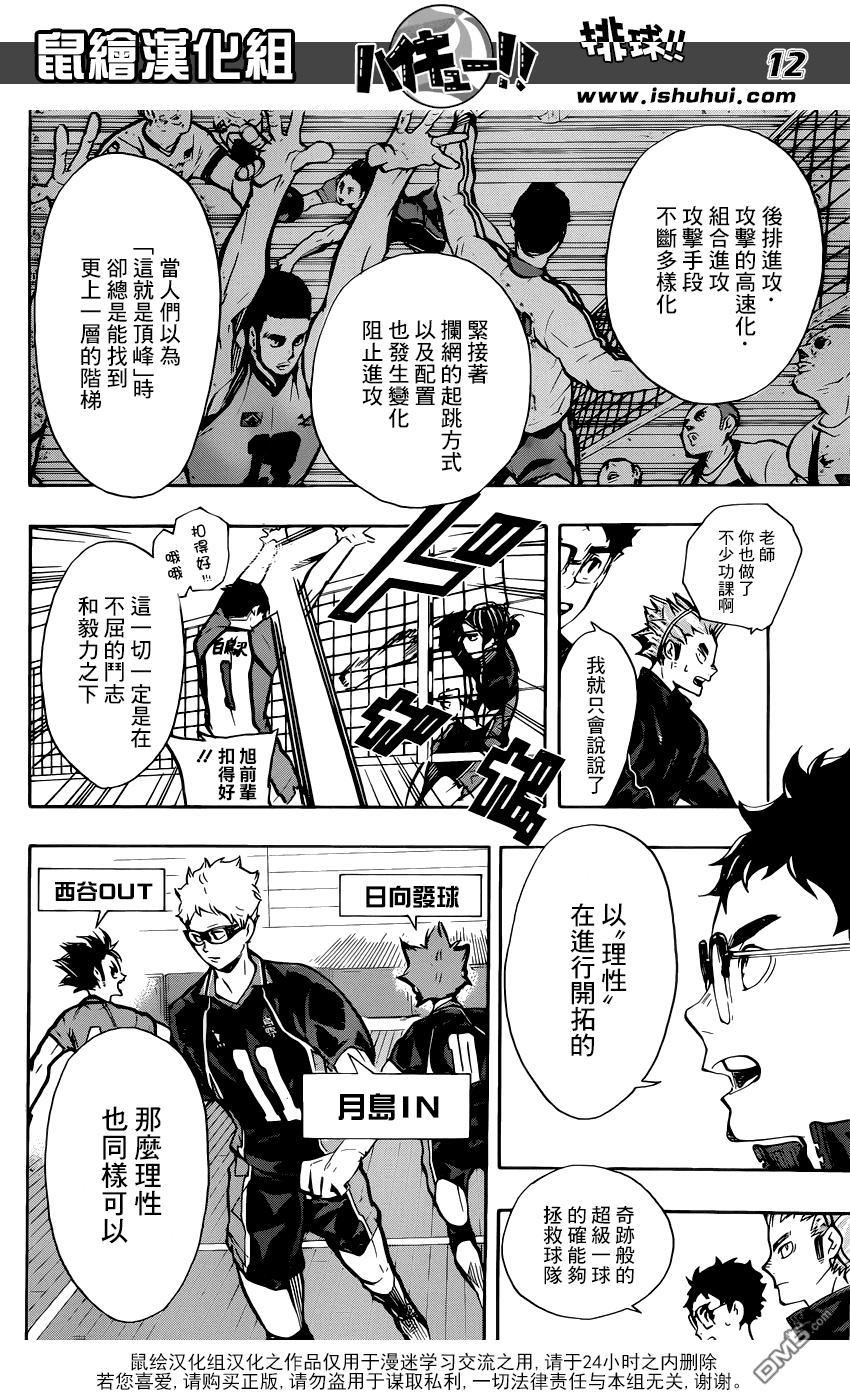 鼠繪漢化組
ハイキュー!!
排球!!
12
www.ishuhui.com
後排進攻·
攻擊的高速化·
組合進攻
攻擊手段
不斷多樣化
緊接著
攔網的起跳方式
以及配置
也發生變化
阻止進攻
當人們以為
「這就是頂峰」時
卻總是能找到
更上一層的階梯
老師
你也做了
不少功課啊
我就只會說說了
ドド
扣得好!!!
哦哦
白鳥沢
1
旭前輩
扣得好
!!
這一切一定是在
不屈的鬥志
和毅力之下
以〝理性〞
在進行開拓的
日向發球
西谷OUT
11
月島IN
那麼理性
也同樣可以
奇跡般的
超級一球
的確能夠
拯救球隊
鼠绘汉化组汉化之作品仅用于漫迷学习交流之用, 请于24小时之内删除
若您喜爱, 请购买正版, 请勿用于谋取私利, 一切法律责任与本组无关, 谢谢.
DM5.com